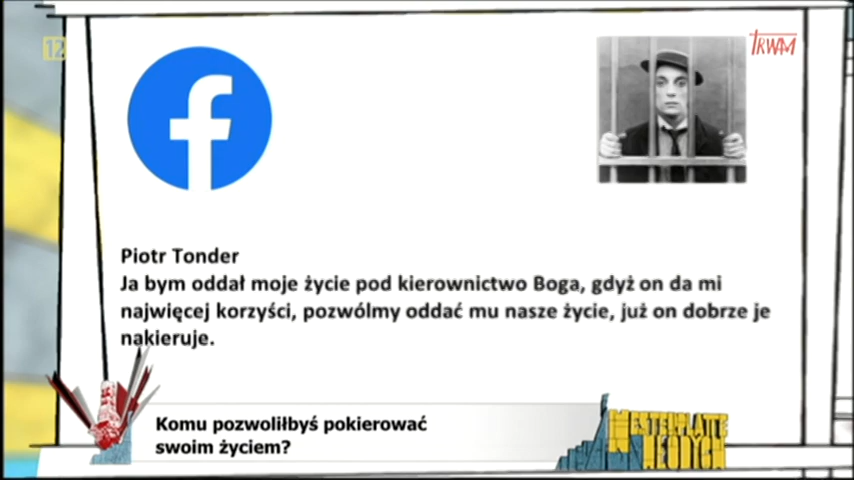 12
TRWAM
Piotr Tonder
Ja bym oddał moje życie pod kierownictwo Boga, gdyż on da mi
najwięcej korzyści, pozwólmy oddać mu nasze życie, już on dobrze je
nakieruje.
Komu pozwoliłbyś pokierować
swoim życiem?